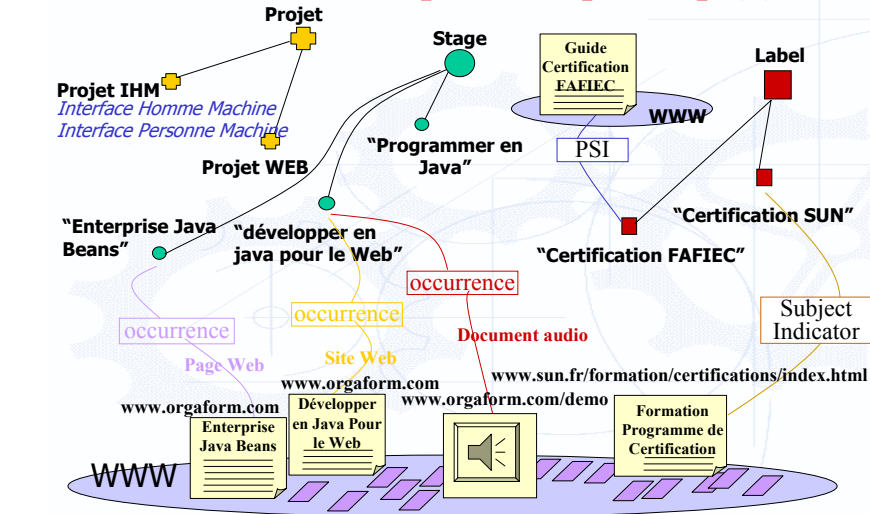 Projet
Stage
Guide
Certification
FAFIEC
Label
Projet IHM
Interface Homme Machine
Interface Personne Machine
WWW
PSI
Projet WEB
“Programmer en
Java”
“Enterprise Java
Beans”
“développer en
java pour le Web”
“Certification SUN”
“Certification FAFIEC”
occurrence
occurrence
occurrence
Subject
Indicator
Document audio
Page Web
Site Web
www.sun.fr/formation/certifications/index.html
www.orgaform.com
www.orgaform.com/demo
www.orgaform.com
Enterprise
Java Beans
Développer
en Java Pour
le Web
Formation
Programme de
Certification
WWW